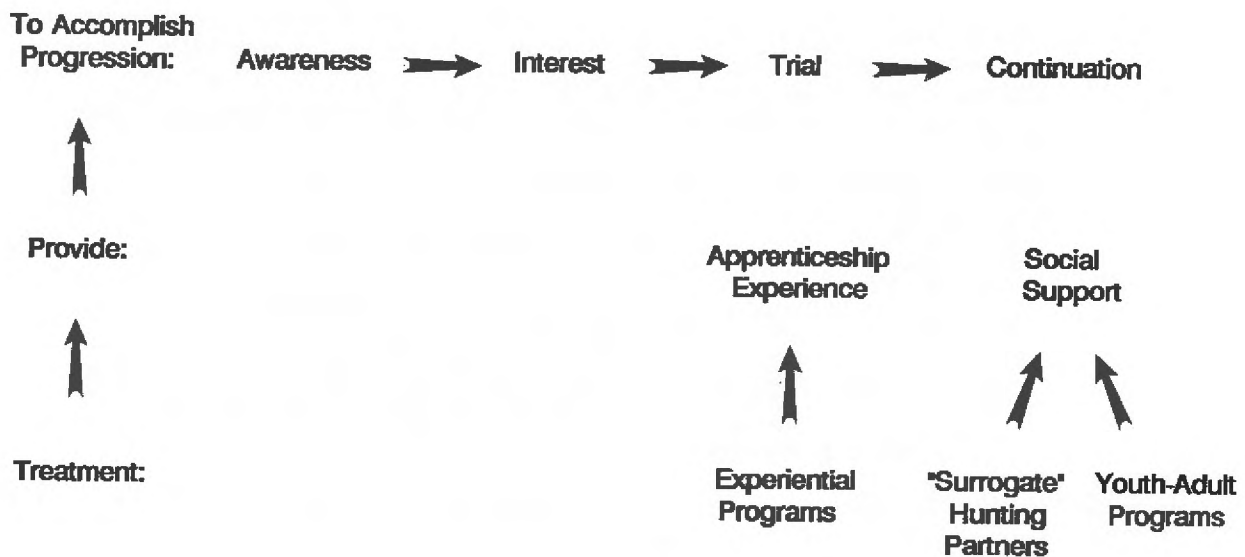 To Accomplish
Progression:
Awareness
Interest
Trial
Continuation
Provide:
Apprenticeship
Experience
Social
Support
Treatment:
Experiential
Programs
"Surrogate"
Hunting
Partners
Youth-Adult
Programs